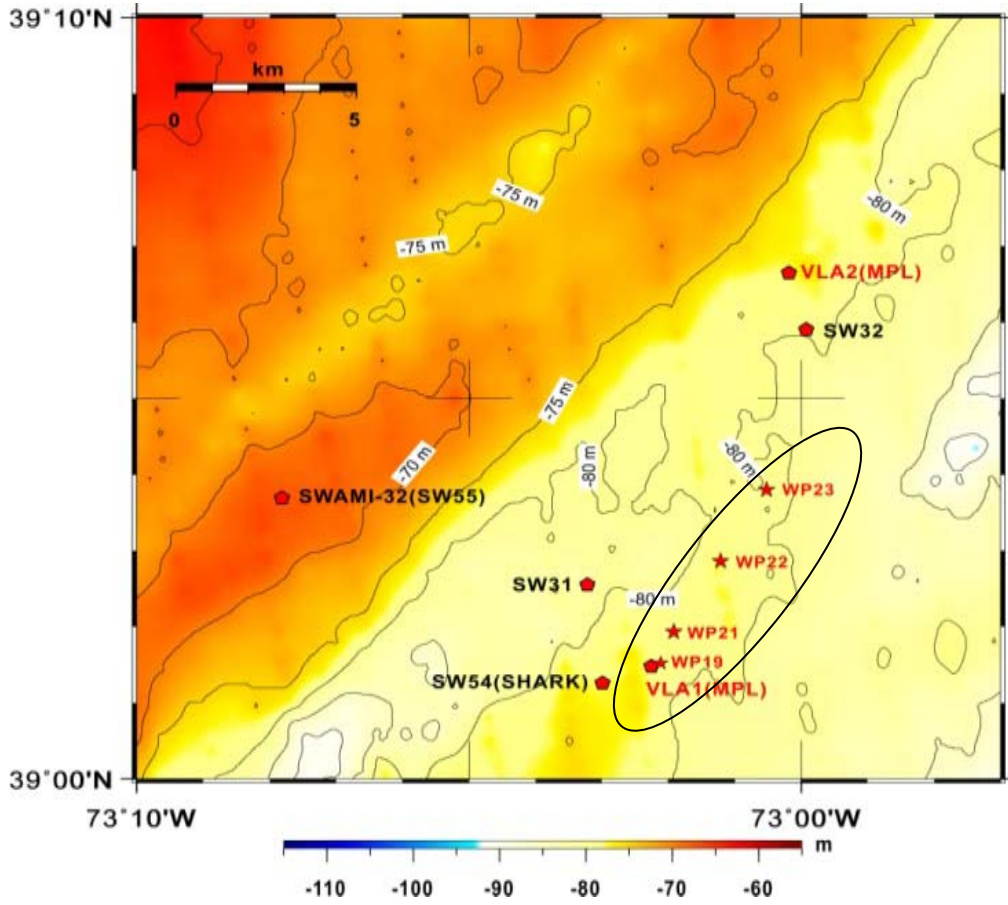 39°10'N
km
0 5
-75 m
-75 m
-80 m
VLA2(MPL)
SW32
-75 m
-70 m
-80 m
-80 m
WP23
SWAMI-32(SW55)
WP22
SW31
-80 m
WP21
WP19
SW54(SHARK)
VLA1(MPL)
39°00'N
73°10'W 73°00'W
m
-110 -100 -90 -80 -70 -60